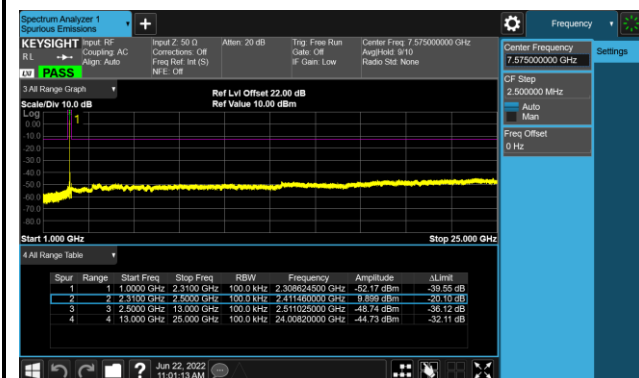 Spectrum Analyzer 1
Spurious Emissions
Frequency
KEYSIGHT
Input: RF
Coupling: AC
Align: Auto
Input Z: 50 Ω
Corrections: Off
Freq Ref: Int (S)
NFE: Off
Atten: 20 dB
Trig: Free Run
Gate: Off
IF Gain: Low
Center Freq: 7.575000000 GHz
Avg|Hold: 9/10
Radio Std: None
R L
LXI
PASS
Center Frequency
7.575000000 GHz
Settings
CF Step
2.500000 MHz
Auto
Man
Freq Offset
0 Hz
3 All Range Graph
Scale/Div 10.0 dB
Ref Lvl Offset 22.00 dB
Ref Value 10.00 dBm
Log
1
0.00
-10.0
-20.0
-30.0
-40.0
-50.0
-60.0
-70.0
-80.0
Start 1.000 GHz
Stop 25.000 GHz
4 All Range Table
Spur Range Start Freq Stop Freq RBW Frequency Amplitude ΔLimit
1 1 1.0000 GHz 2.3100 GHz 100.0 kHz 2.308624500 GHz -52.17 dBm -39.55 dB
2 2 2.3100 GHz 2.5000 GHz 100.0 kHz 2.411460000 GHz 9.899 dBm -20.10 dB
3 3 2.5000 GHz 13.000 GHz 100.0 kHz 2.511025000 GHz -48.74 dBm -36.12 dB
4 4 13.000 GHz 25.000 GHz 100.0 kHz 24.00820000 GHz -44.73 dBm -32.11 dB
?
Jun 22, 2022
11:01:13 AM